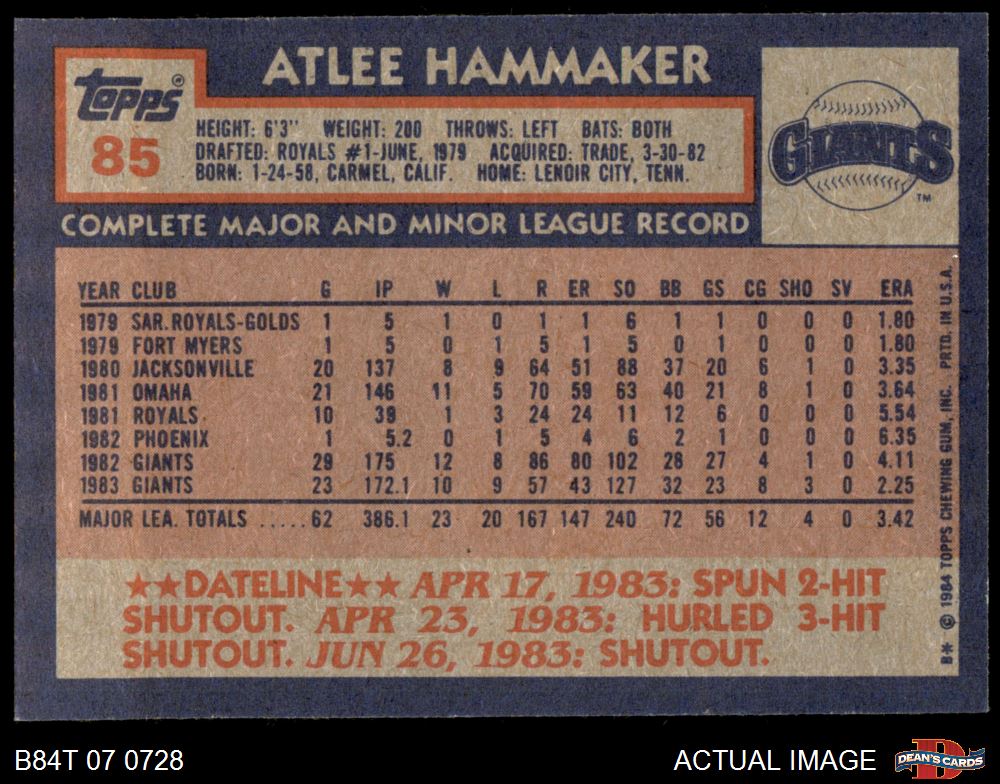 ATLEE HAMMAKER
Topps®
85
GIANTS
TM
HEIGHT: 6'3" WEIGHT: 200 THROWS: LEFT BATS: BOTH
DRAFTED: ROYALS #1-JUNE, 1979 ACQUIRED: TRADE, 3-30-82
BORN: 1-24-58, CARMEL, CALIF. HOME: LENOIR CITY, TENN.
COMPLETE MAJOR AND MINOR LEAGUE RECORD
YEAR CLUB G IP W L R ER SO BB GS CG SHO SV ERA
1979 SAR. ROYALS-GOLDS 1 5 1 0 1 1 6 1 1 0 0 0 1.80
1979 FORT MYERS 1 5 0 1 5 1 5 0 1 0 0 0 1.80
1980 JACKSONVILLE 20 137 8 9 64 51 88 37 20 6 1 0 3.35
1981 OMAHA 21 146 11 5 70 59 63 40 21 8 1 0 3.64
1981 ROYALS 10 39 1 3 24 24 11 12 6 0 0 0 5.54
1982 PHOENIX 1 5.2 0 1 5 4 6 2 1 0 0 0 6.35
1982 GIANTS 29 175 12 8 86 80 102 28 27 4 1 0 4.11
1983 GIANTS 23 172.1 10 9 57 43 127 32 23 8 3 0 2.25
MAJOR LEA. TOTALS .....62 386.1 23 20 167 147 240 72 56 12 4 0 3.42
★★DATELINE★★ APR 17, 1983: SPUN 2-HIT
SHUTOUT. APR 23, 1983: HURLED 3-HIT
SHUTOUT. JUN 26, 1983: SHUTOUT.
B* © 1984 TOPPS CHEWING GUM, INC. PRTD. IN U.S.A.
B84T 07 0728
ACTUAL IMAGE
D
DEAN'S CARDS